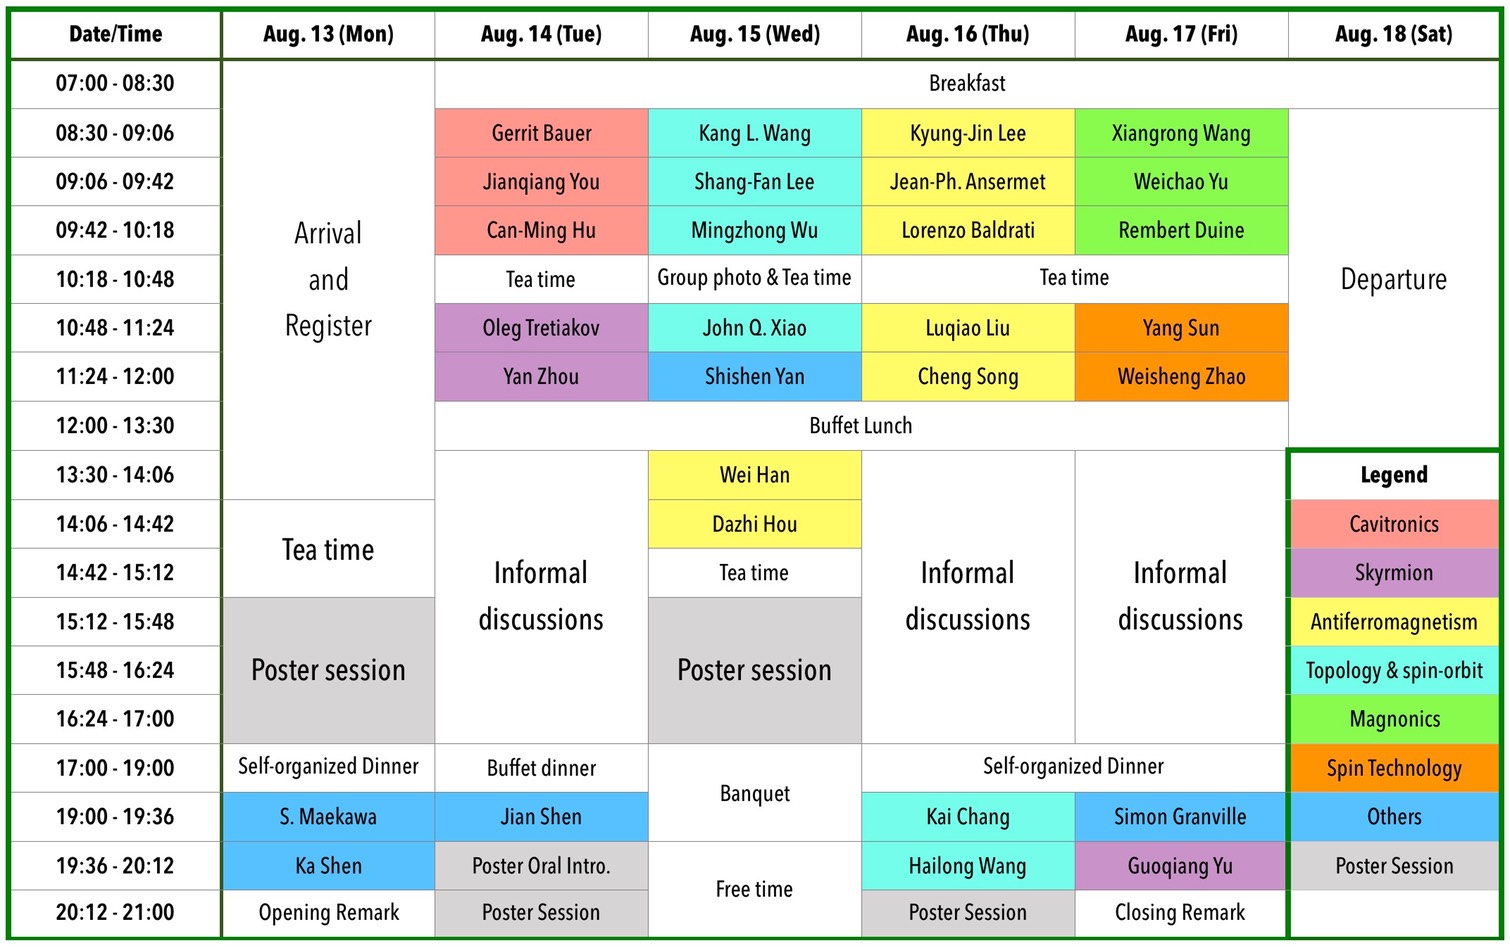 Date/Time Aug. 13 (Mon) Aug. 14 (Tue) Aug. 15 (Wed) Aug. 16 (Thu) Aug. 17 (Fri) Aug. 18 (Sat)
07:00 - 08:30 Breakfast
08:30 - 09:06 Gerrit Bauer Kang L. Wang Kyung-Jin Lee Xiangrong Wang
09:06 - 09:42 Jianqiang You Shang-Fan Lee Jean-Ph. Ansermet Weichao Yu
09:42 - 10:18 Can-Ming Hu Mingzhong Wu Lorenzo Baldrati Rembert Duine
Arrival
and
Register
10:18 - 10:48 Tea time Group photo & Tea time Tea time Departure
10:48 - 11:24 Oleg Tretiakov John Q. Xiao Luqiao Liu Yang Sun
11:24 - 12:00 Yan Zhou Shishen Yan Cheng Song Weisheng Zhao
12:00 - 13:30 Buffet Lunch
13:30 - 14:06 Wei Han Legend
14:06 - 14:42 Dazhi Hou Cavitronics
Tea time
14:42 - 15:12 Tea time Skyrmion
Informal
discussions
Informal
discussions
Informal
discussions
15:12 - 15:48 Antiferromagnetism
15:48 - 16:24 Poster session Poster session Topology & spin-orbit
16:24 - 17:00 Magnonics
17:00 - 19:00 Self-organized Dinner Buffet dinner Self-organized Dinner Spin Technology
Banquet
19:00 - 19:36 S. Maekawa Jian Shen Kai Chang Simon Granville Others
19:36 - 20:12 Ka Shen Poster Oral Intro. Hailong Wang Guoqiang Yu Poster Session
Free time
20:12 - 21:00 Opening Remark Poster Session Poster Session Closing Remark